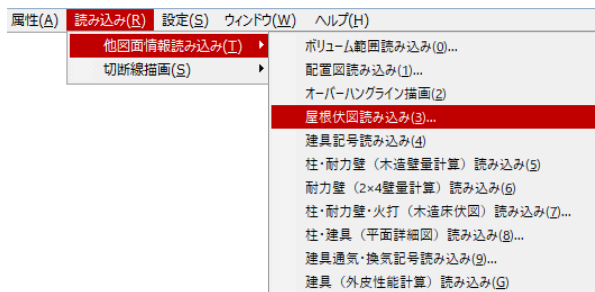 属性(A) 読み込み(R) 設定(S) ウィンドウ(W) ヘルプ(H)
他図面情報読み込み(T)
切断線描画(S)
ボリューム範囲読み込み(0)...
配置図読み込み(1)...
オーバーハングライン描画(2)
屋根伏図読み込み(3)...
建具記号読み込み(4)
柱・耐力壁（木造壁量計算）読み込み(5)
耐力壁（2×4壁量計算）読み込み(6)
柱・耐力壁・火打（木造床伏図）読み込み(7)...
柱・建具（平面詳細図）読み込み(8)...
建具通気・換気記号読み込み(9)...
建具（外皮性能計算）読み込み(G)